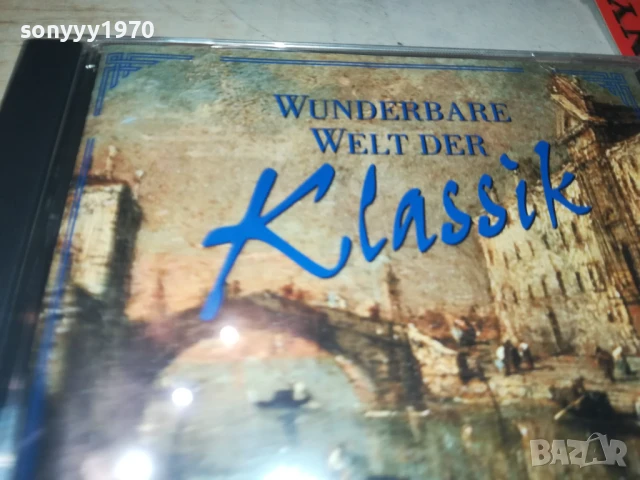 sonyyy1970
WUNDERBARE
WELT DER
Klassik
BAZAR